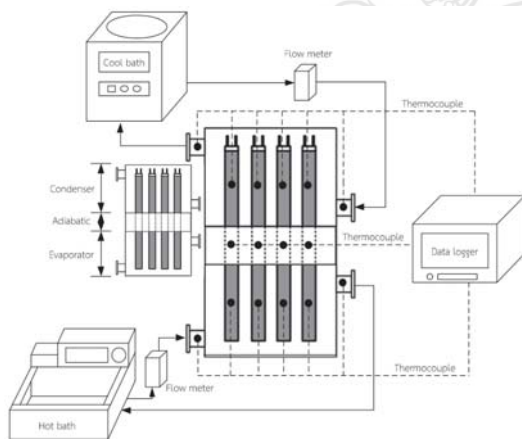 Cool bath
Flow meter
Thermocouple
Condenser
Adiabatic
Evaporator
Thermocouple
Data logger
Thermocouple
Flow meter
Hot bath